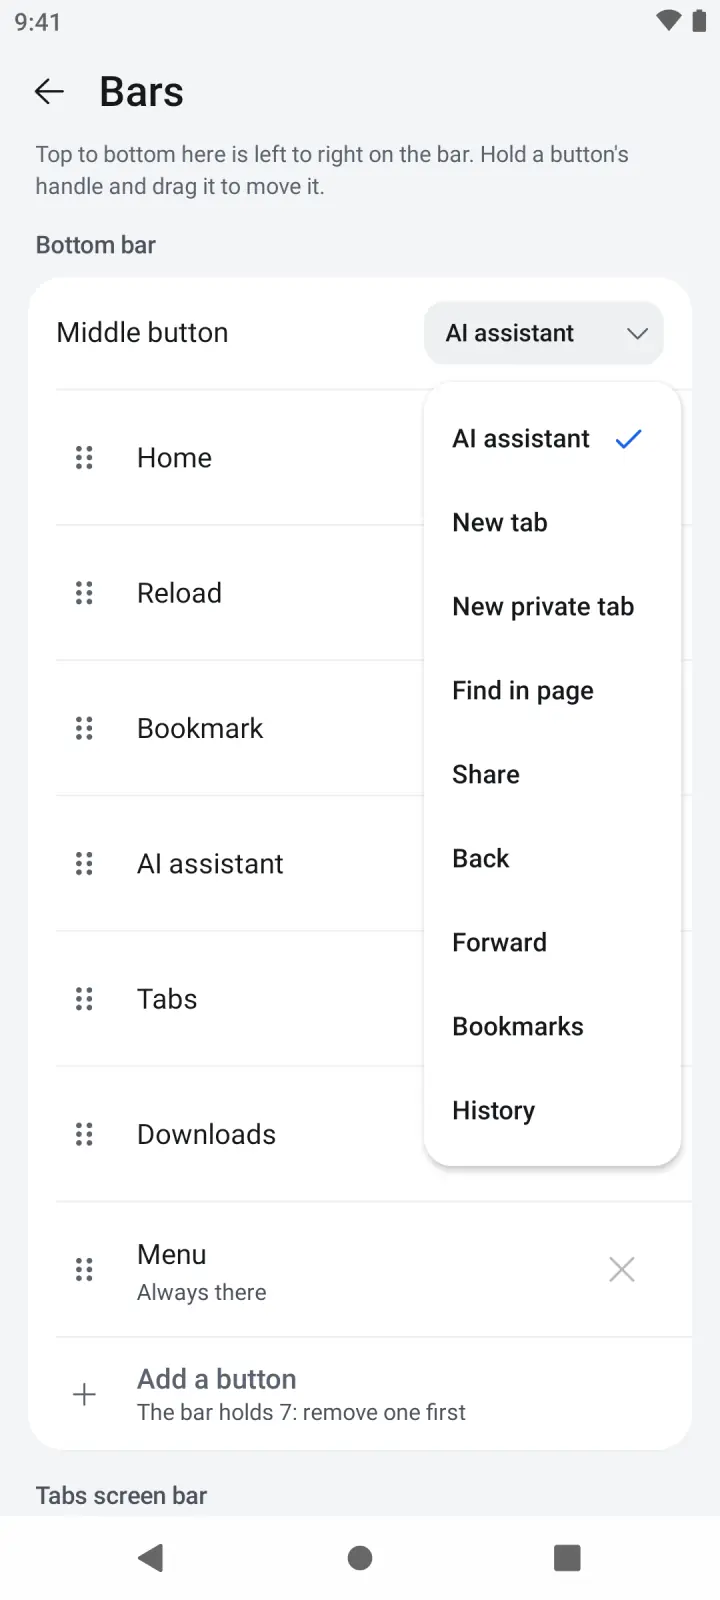 9:41
Bars
Top to bottom here is left to right on the bar. Hold a button's
handle and drag it to move it.
Bottom bar
Middle button
AI assistant
AI assistant
New tab
New private tab
Find in page
Share
Back
Forward
Bookmarks
History
Home
Reload
Bookmark
AI assistant
Tabs
Downloads
Menu
Always there
Add a button
The bar holds 7: remove one first
Tabs screen bar